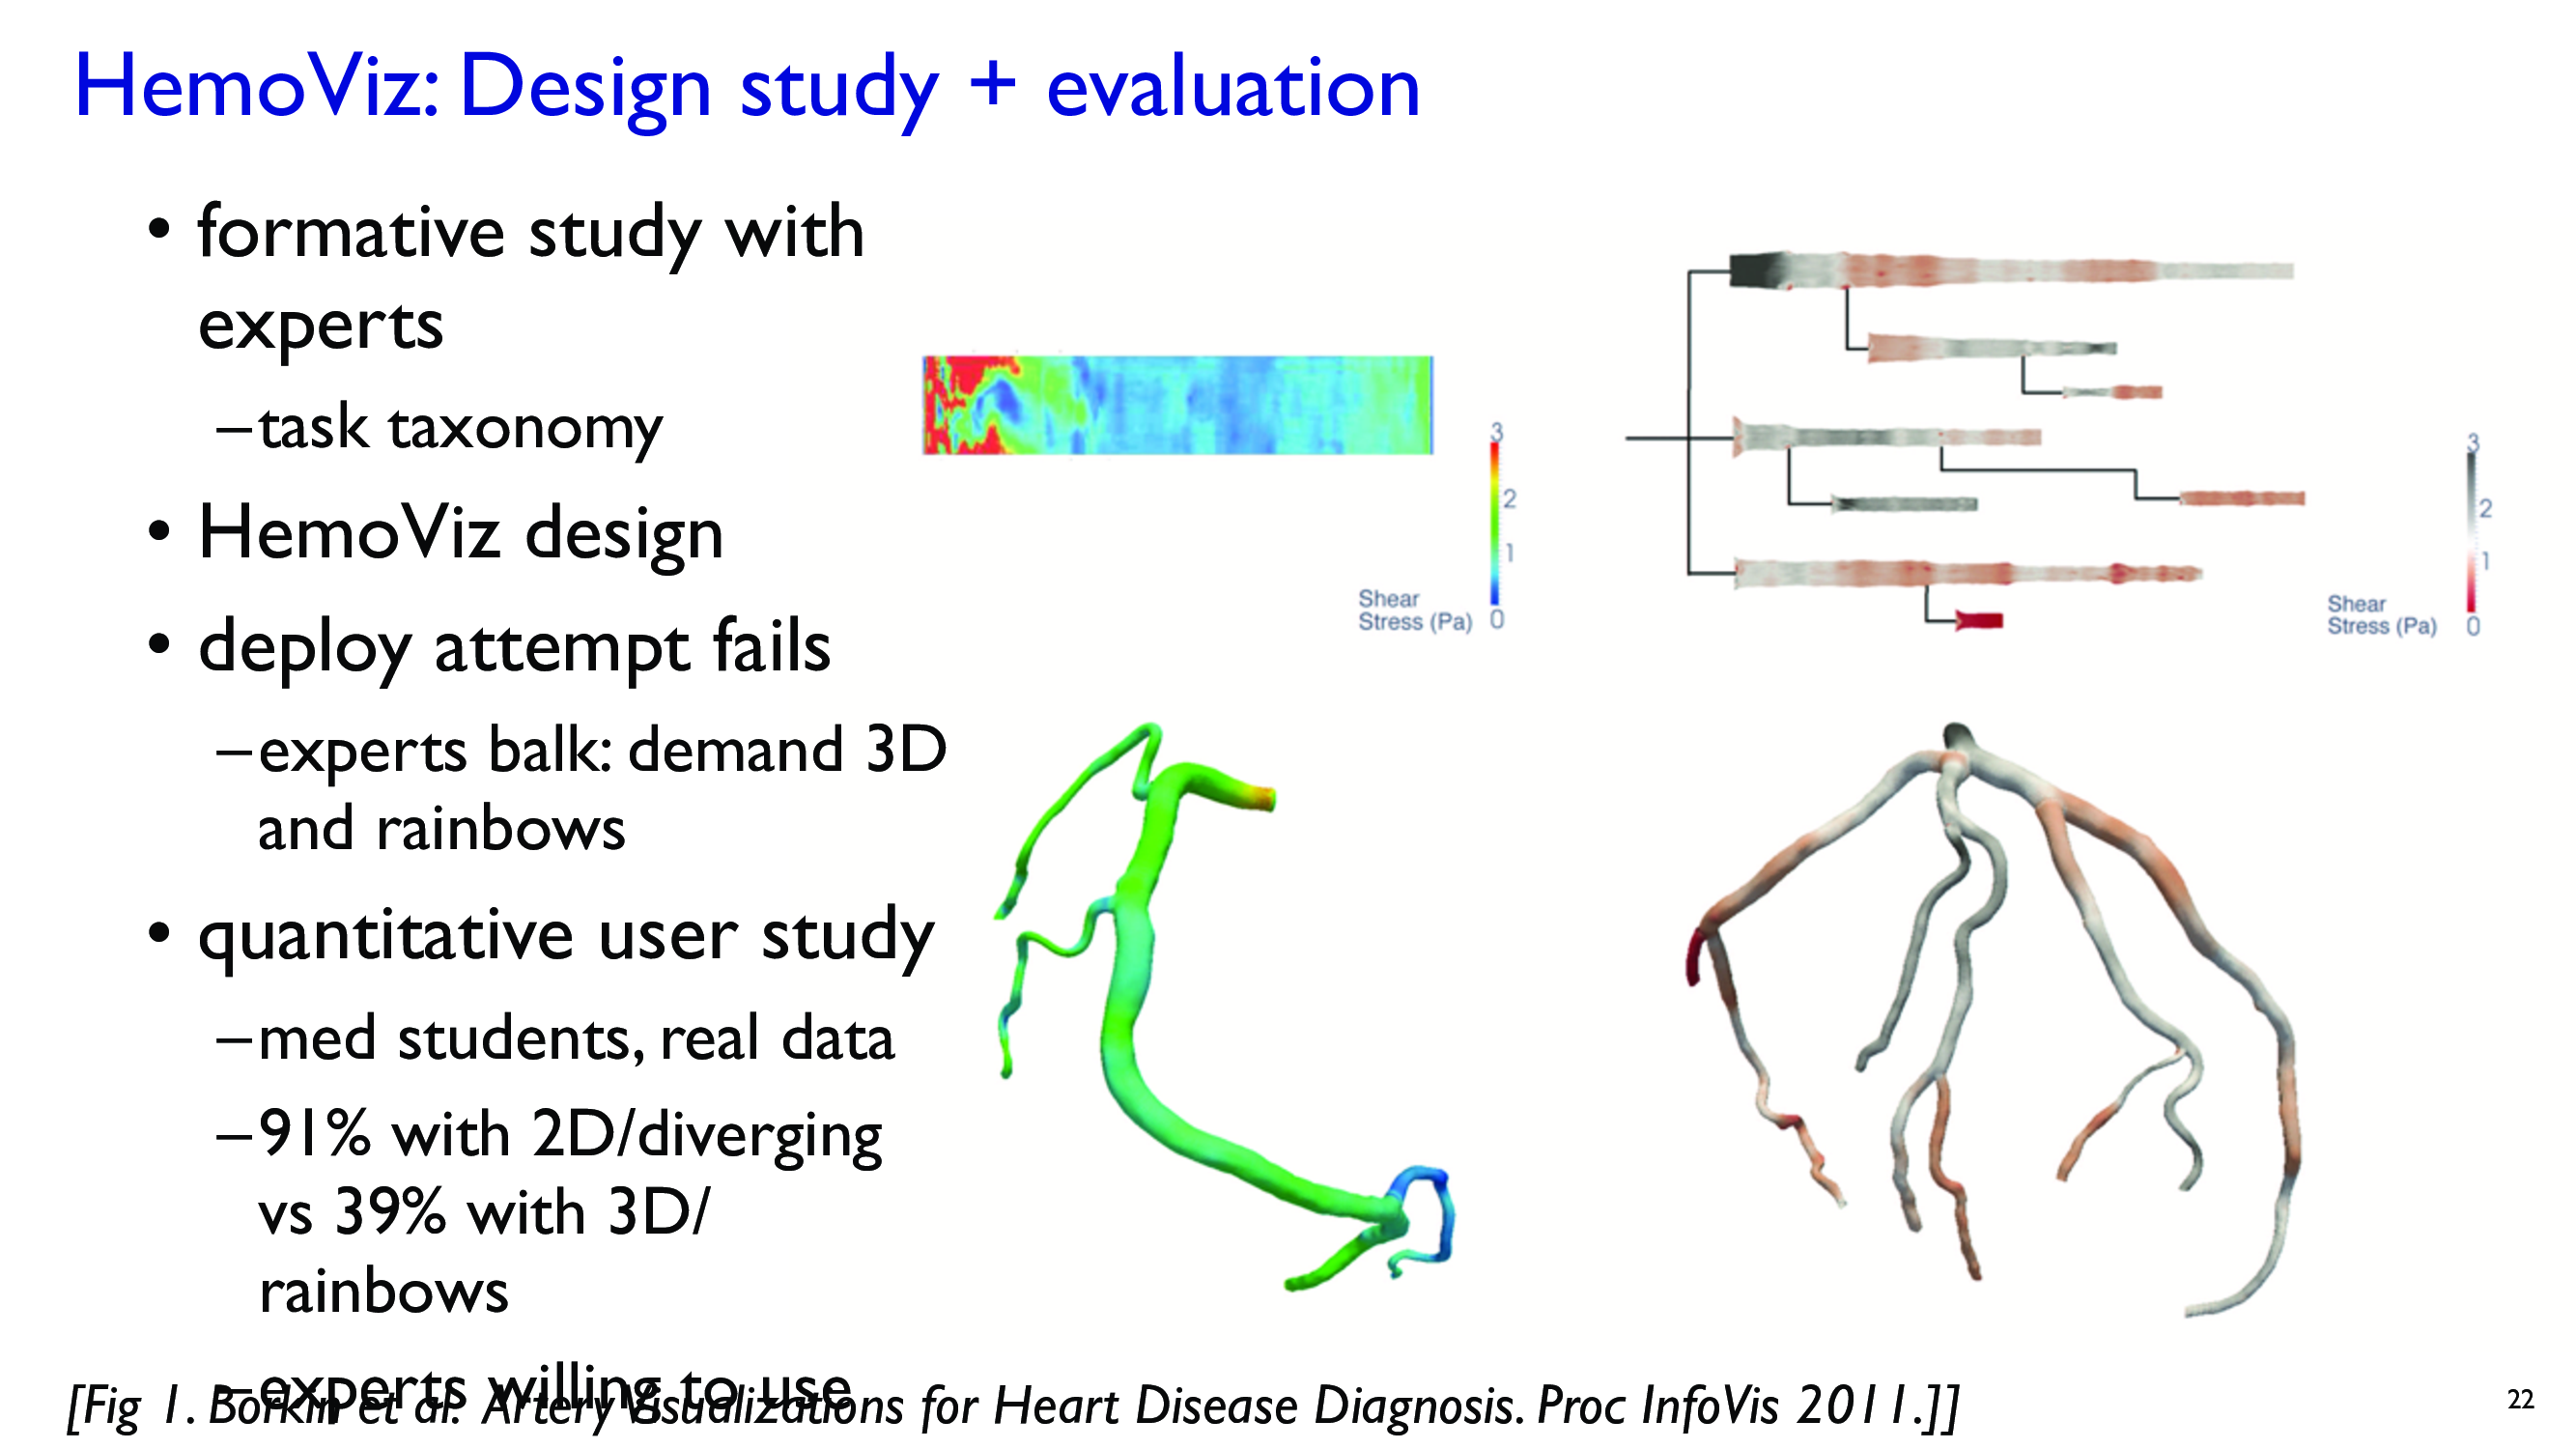 HemoViz: Design study + evaluation
• formative study with
experts
–task taxonomy
• HemoViz design
• deploy attempt fails
–experts balk: demand 3D
and rainbows
• quantitative user study
–med students, real data
–91% with 2D/diverging
vs 39% with 3D/
rainbows
–experts willing to use
3
2
1
Shear
Stress (Pa) 0
3
2
1
Shear
Stress (Pa) 0
[Fig 1. Borkin et al. Artery Visualizations for Heart Disease Diagnosis. Proc InfoVis 2011.]]
22